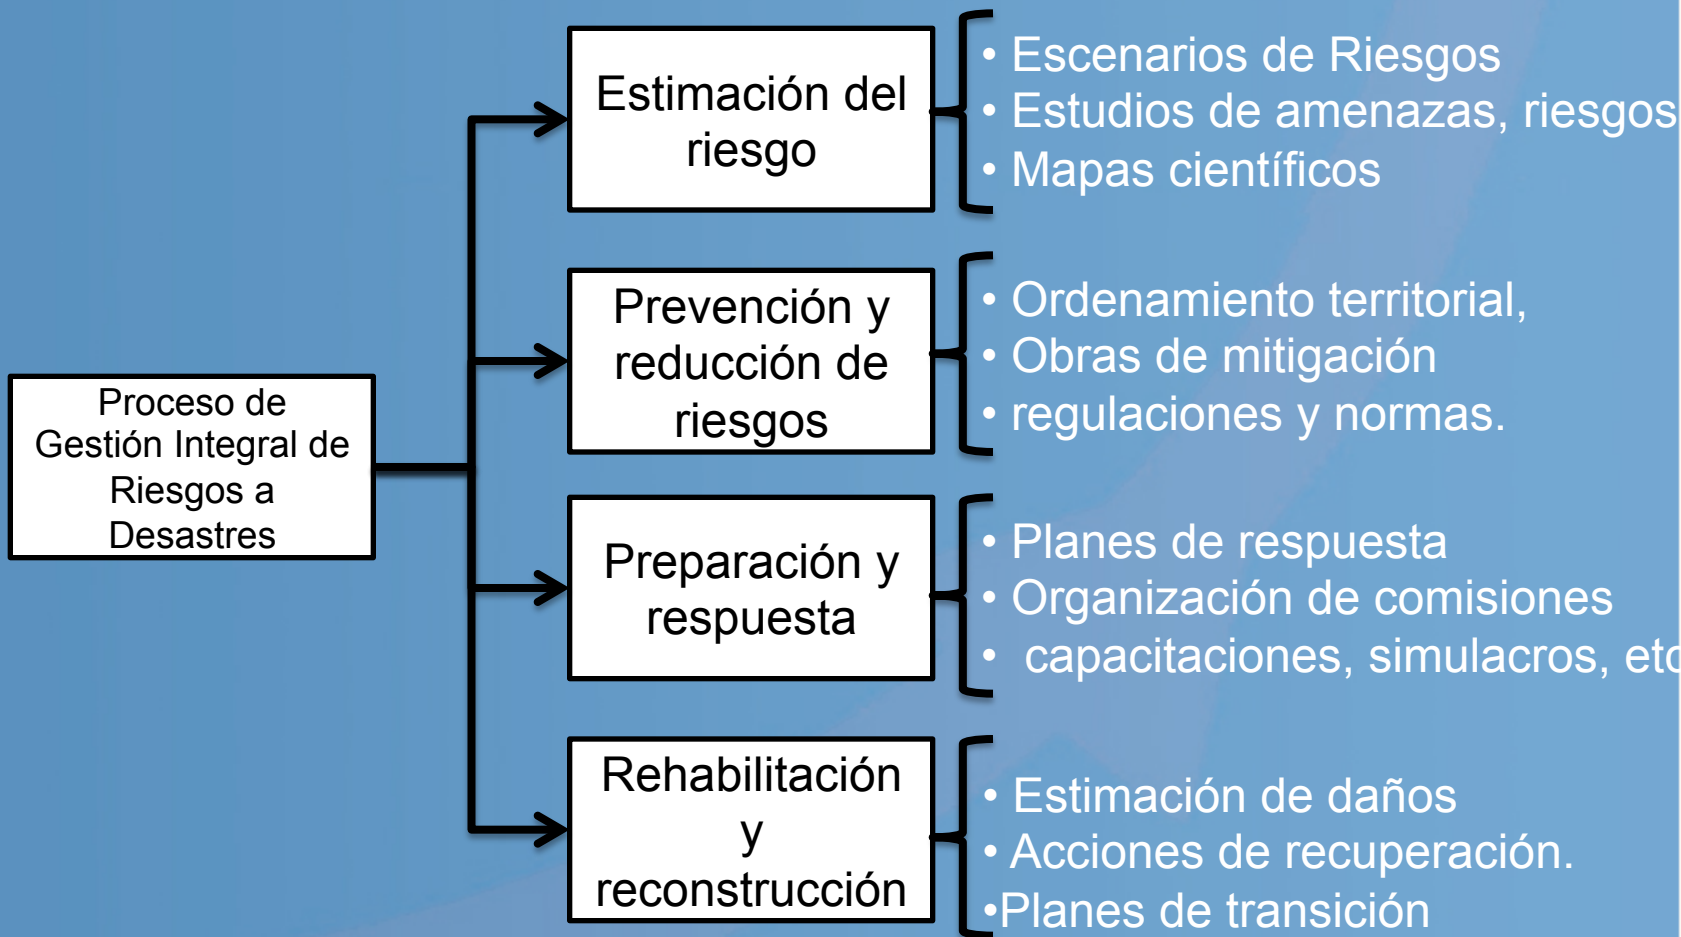 Proceso de
Gestión Integral de
Riesgos a
Desastres
Estimación del
riesgo
• Escenarios de Riesgos
• Estudios de amenazas, riesgos
• Mapas científicos
Prevención y
reducción de
riesgos
• Ordenamiento territorial,
• Obras de mitigación
• regulaciones y normas.
Preparación y
respuesta
• Planes de respuesta
• Organización de comisiones
• capacitaciones, simulacros, etc
Rehabilitación
y
reconstrucción
• Estimación de daños
• Acciones de recuperación.
•Planes de transición